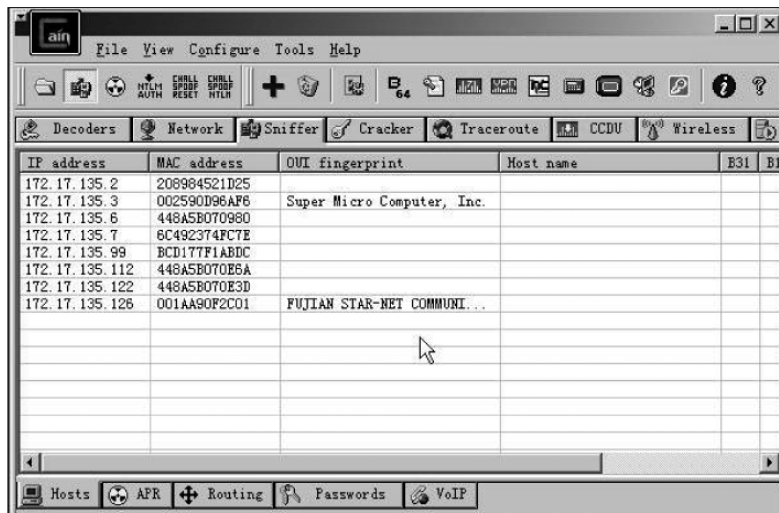 ain
File View Configure Tools Help
NTLM AUTH CHALL SPOOF RESET CHALL SPOOF NTLM B64
Decoders Network Sniffer Cracker Traceroute CCDU Wireless
IP address MAC address OUI fingerprint Host name B31
172.17.135.2 208984521D25
172.17.135.3 002590D96AF6 Super Micro Computer, Inc.
172.17.135.6 448A5B070980
172.17.135.7 6C492374FC7E
172.17.135.99 BCD177F1ABDC
172.17.135.112 448A5B070E6A
172.17.135.122 448A5B070E3D
172.17.135.126 001AA90F2C01 FUJIAN STAR-NET COMMUNI...
Hosts APR Routing Passwords VoIP